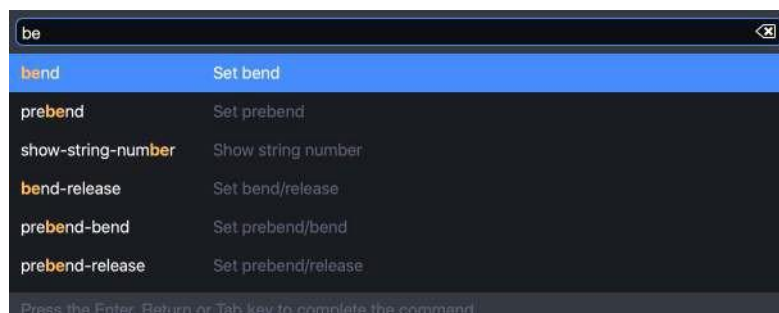 be
bend Set bend
prebend Set prebend
show-string-number Show string number
bend-release Set bend/release
prebend-bend Set prebend/bend
prebend-release Set prebend/release
Press the Enter, Return or Tab key to complete the command